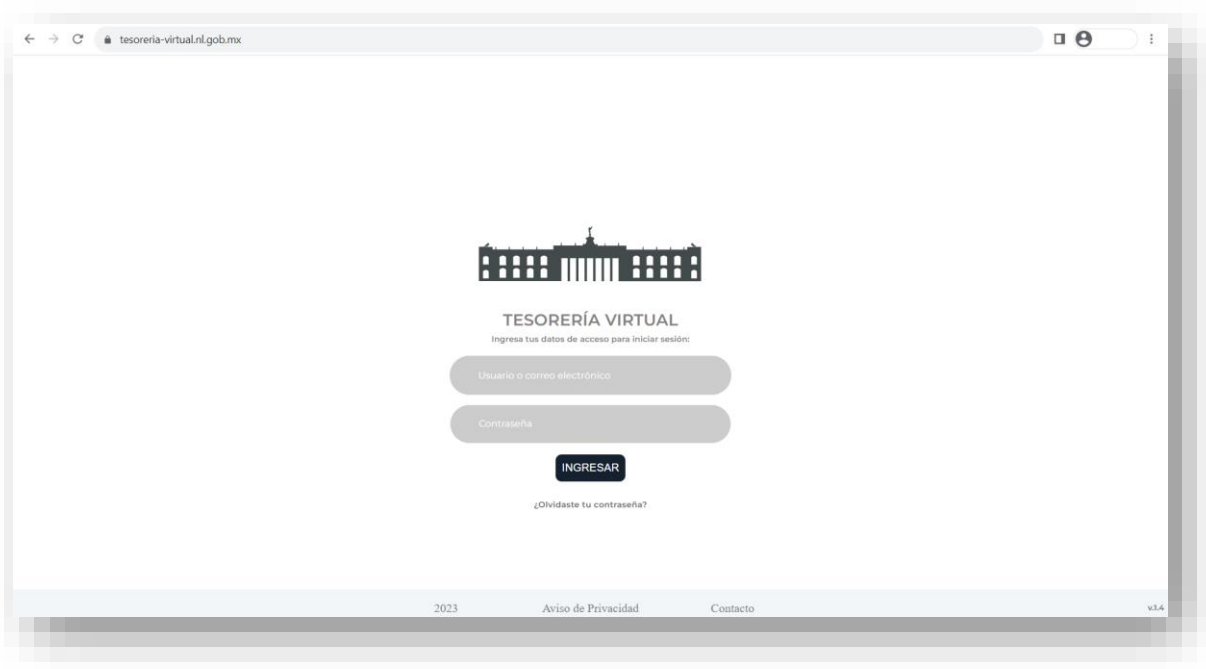 tesoreria-virtual.nl.gob.mx
TESORERÍA VIRTUAL
Ingresa tus datos de acceso para iniciar sesión:
Usuario o correo electrónico
Contraseña
INGRESAR
¿Olvidaste tu contraseña?
2023 Aviso de Privacidad Contacto v.1.4